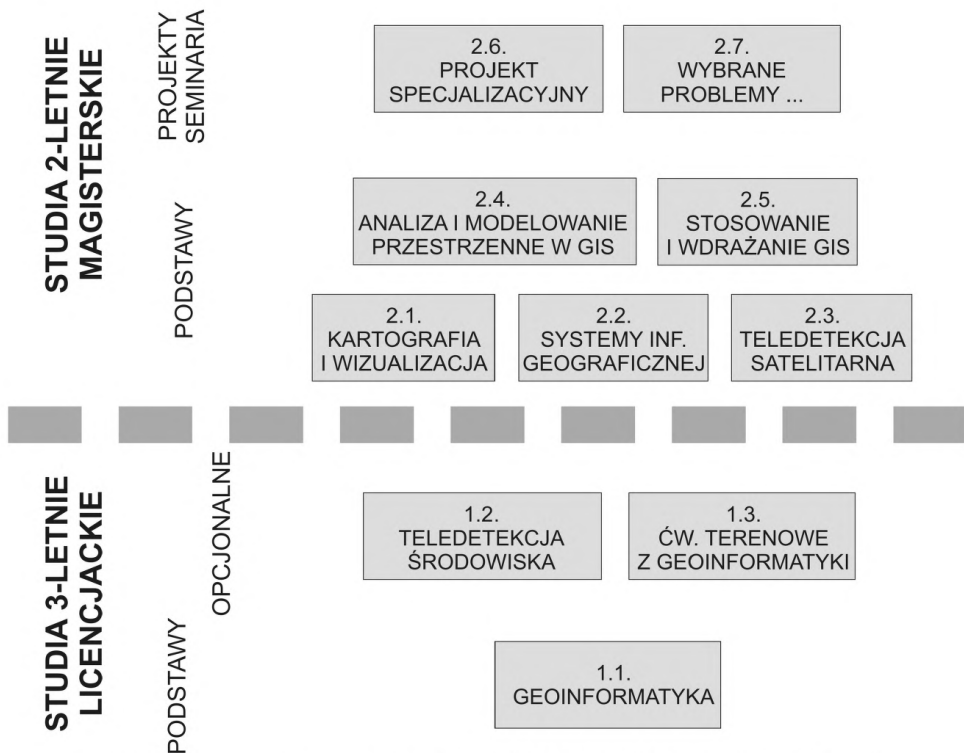 STUDIA 2-LETNIE
MAGISTERSKIE
PROJEKTY
SEMINARIA
2.6.
PROJEKT
SPECJALIZACYJNY
2.7.
WYBRANE
PROBLEMY ...
PODSTAWY
2.4.
ANALIZA I MODELOWANIE
PRZESTRZENNE W GIS
2.5.
STOSOWANIE
I WDRAŻANIE GIS
2.1.
KARTOGRAFIA
I WIZUALIZACJA
2.2.
SYSTEMY INF.
GEOGRAFICZNEJ
2.3.
TELEDETEKCJA
SATELITARNA
STUDIA 3-LETNIE
LICENCJACKIE
OPCJONALNE
1.2.
TELEDETEKCJA
ŚRODOWISKA
1.3.
ĆW. TERENOWE
Z GEOINFORMATYKI
PODSTAWY
1.1.
GEOINFORMATYKA